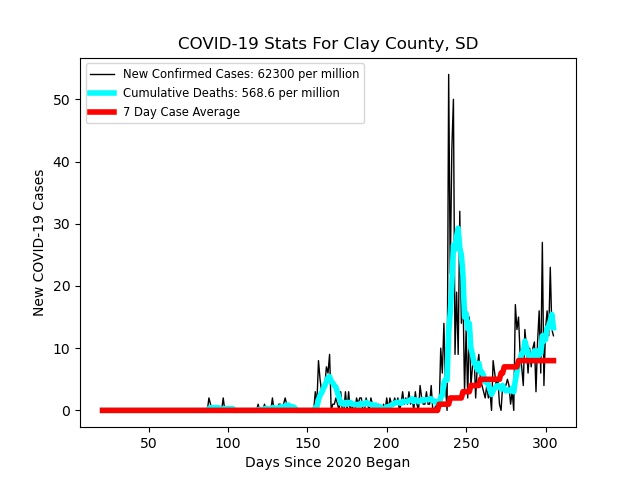 COVID-19 Stats For Clay County, SD
New Confirmed Cases: 62300 per million
Cumulative Deaths: 568.6 per million
7 Day Case Average
New COVID-19 Cases
50
40
30
20
10
0
50 100 150 200 250 300
Days Since 2020 Began